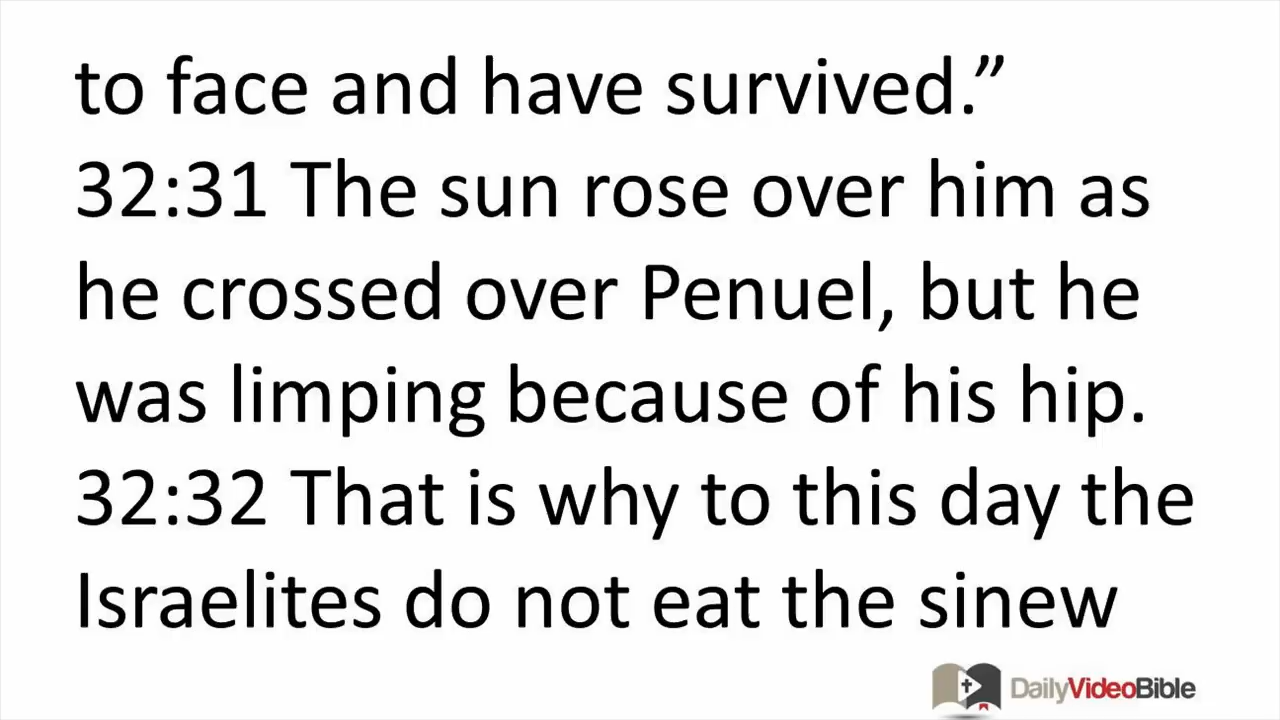 to face and have survived.”
32:31 The sun rose over him as
he crossed over Penuel, but he
was limping because of his hip.
32:32 That is why to this day the
Israelites do not eat the sinew
DailyVideoBible